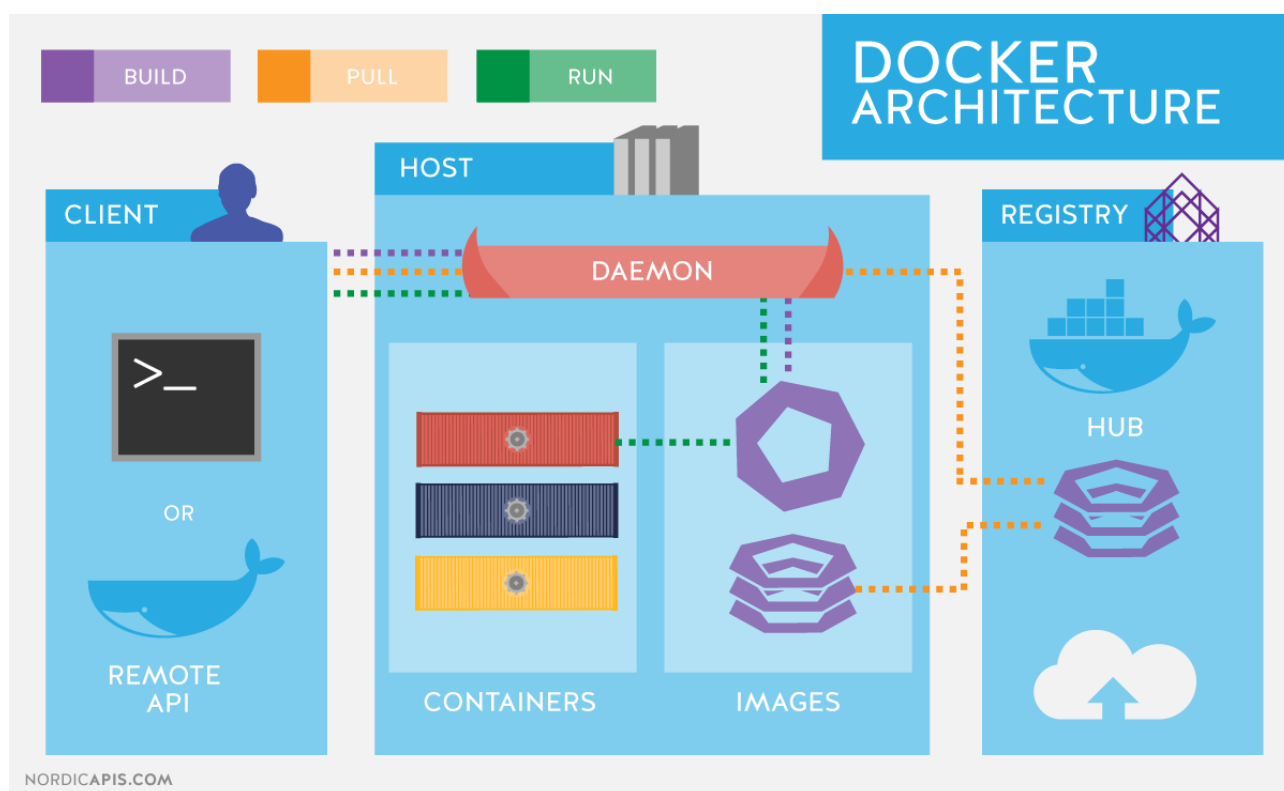 BUILD
PULL
RUN
DOCKER
ARCHITECTURE
CLIENT
>_
OR
REMOTE
API
HOST
DAEMON
CONTAINERS
IMAGES
REGISTRY
HUB
NORDICAPIS.COM